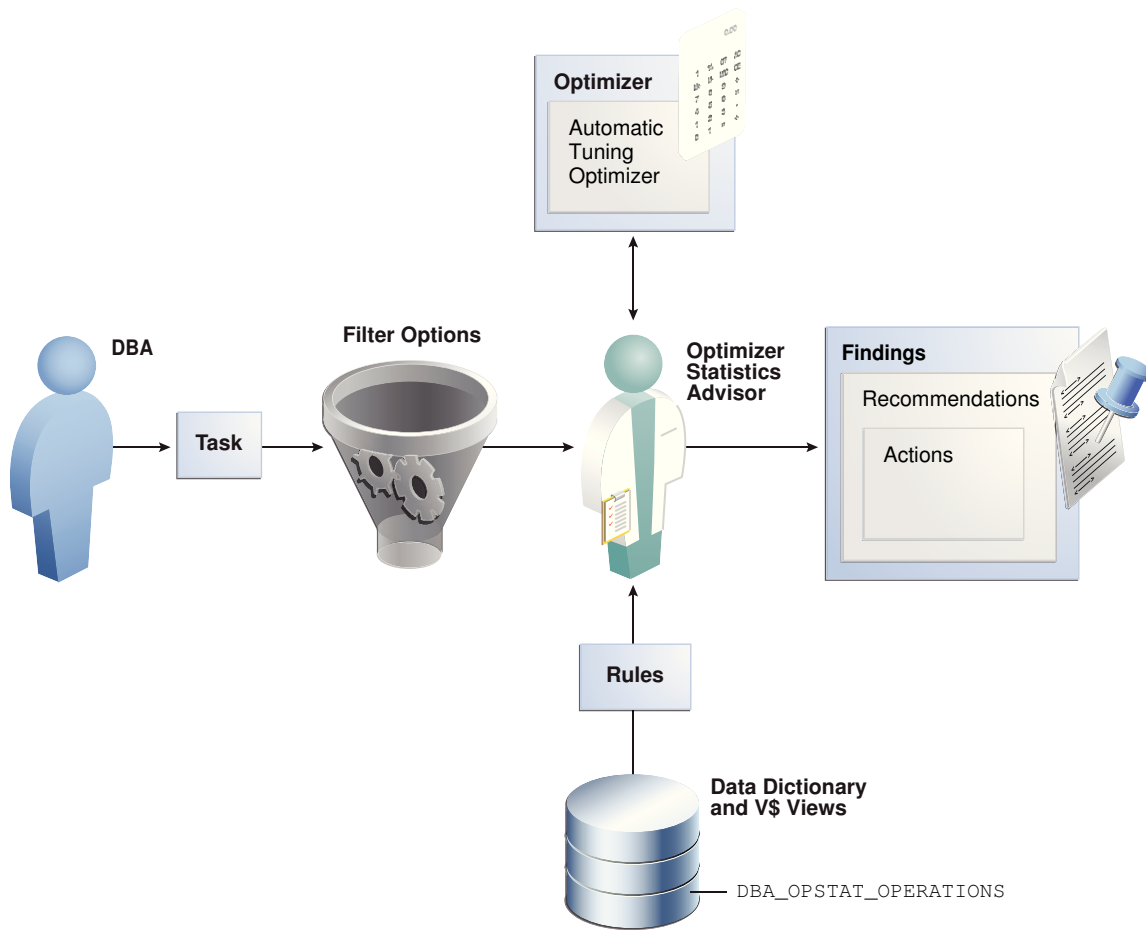 Optimizer
Automatic
Tuning
Optimizer
DBA
Task
Filter Options
Optimizer
Statistics
Advisor
Findings
Recommendations
Actions
Rules
Data Dictionary
and V$ Views
DBA_OPSTAT_OPERATIONS